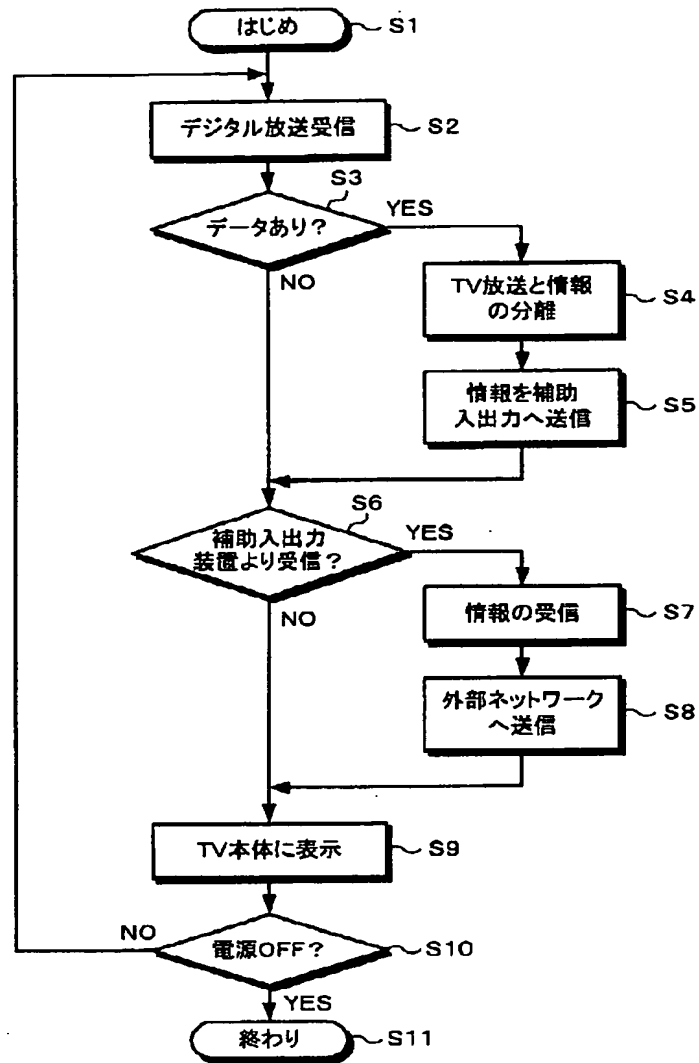 はじめ
S1
デジタル放送受信
S2
S3
データあり?
YES
NO
TV放送と情報
の分離
S4
情報を補助
入出力へ送信
S5
S6
補助入出力
装置より受信?
YES
NO
情報の受信
S7
外部ネットワーク
へ送信
S8
TV本体に表示
S9
NO
電源OFF?
S10
YES
終わり
S11